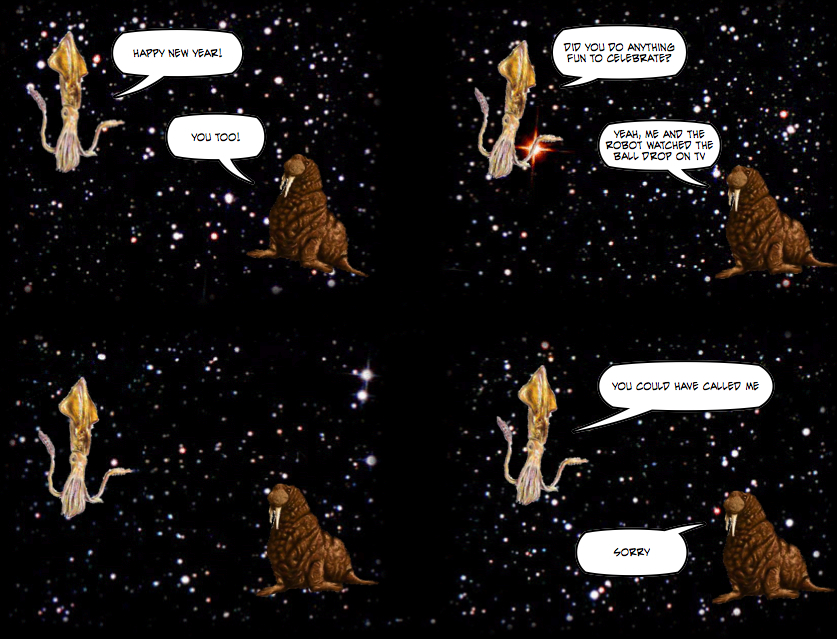 HAPPY NEW YEAR!
YOU TOO!
DID YOU DO ANYTHING
FUN TO CELEBRATE?
YEAH, ME AND THE
ROBOT WATCHED THE
BALL DROP ON TV
YOU COULD HAVE CALLED ME
SORRY